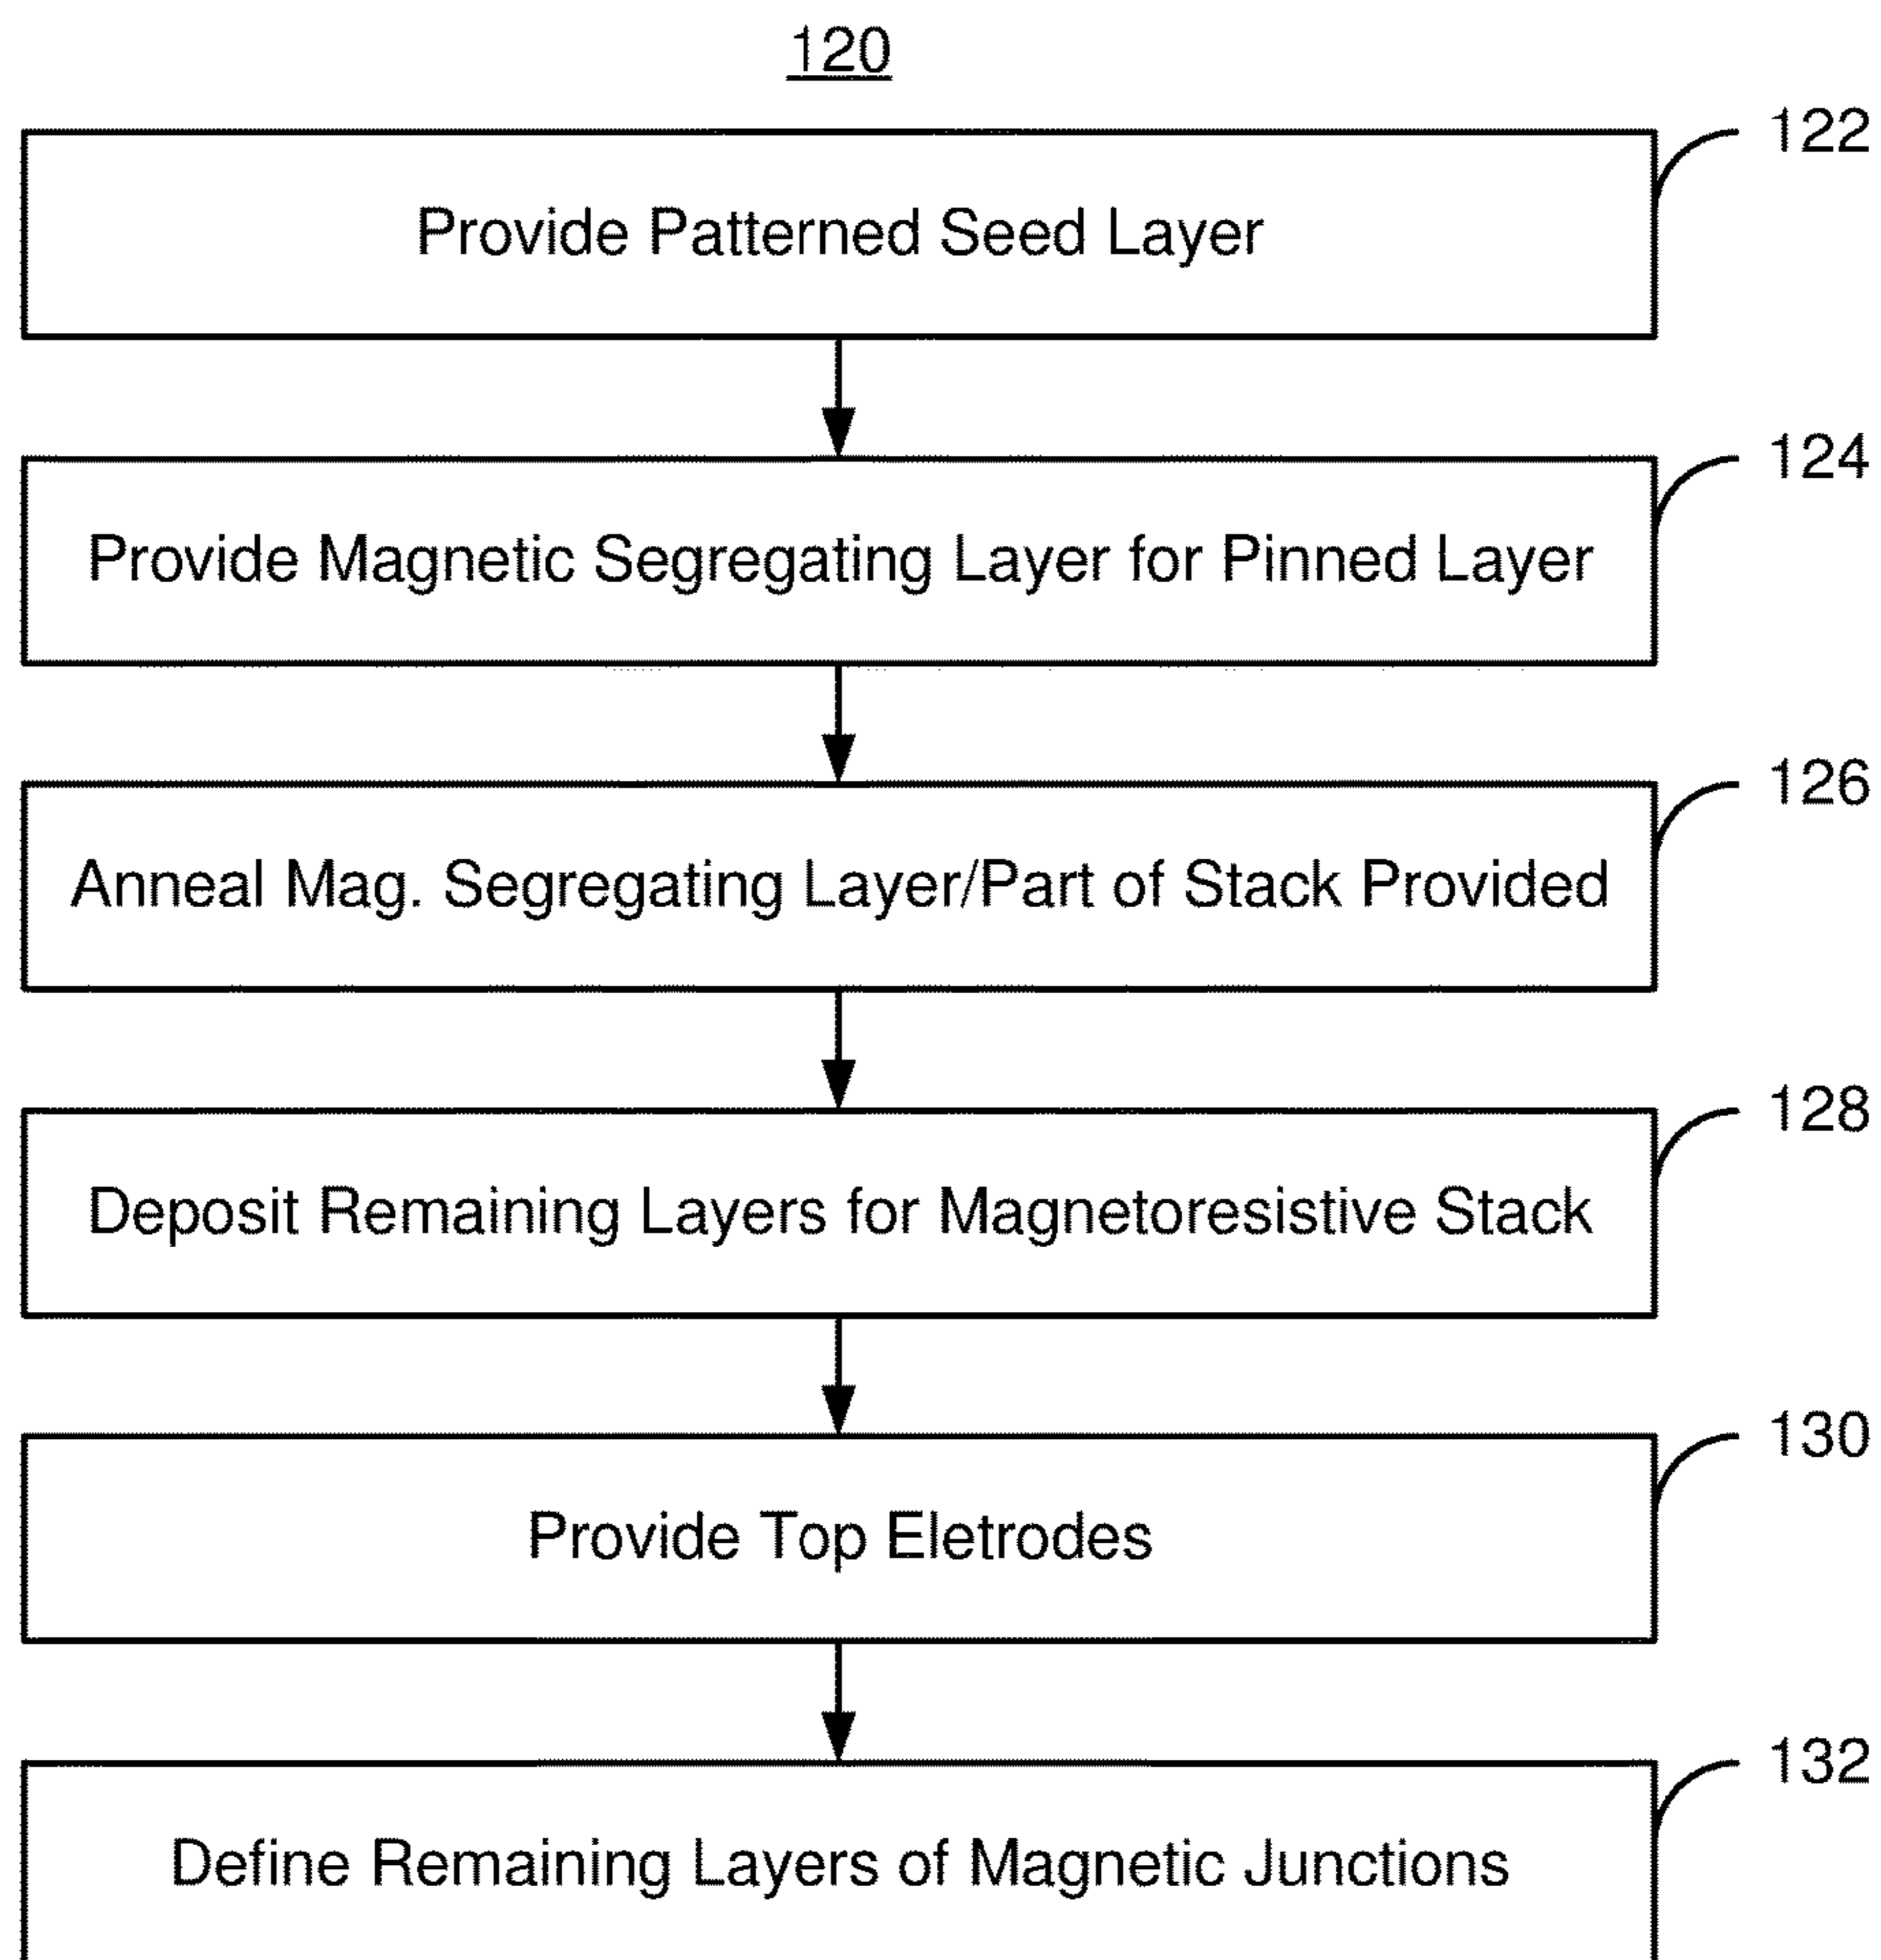 120
122
Provide Patterned Seed Layer
124
Provide Magnetic Segregating Layer for Pinned Layer
126
Anneal Mag. Segregating Layer/Part of Stack Provided
128
Deposit Remaining Layers for Magnetoresistive Stack
130
Provide Top Eletrodes
132
Define Remaining Layers of Magnetic Junctions